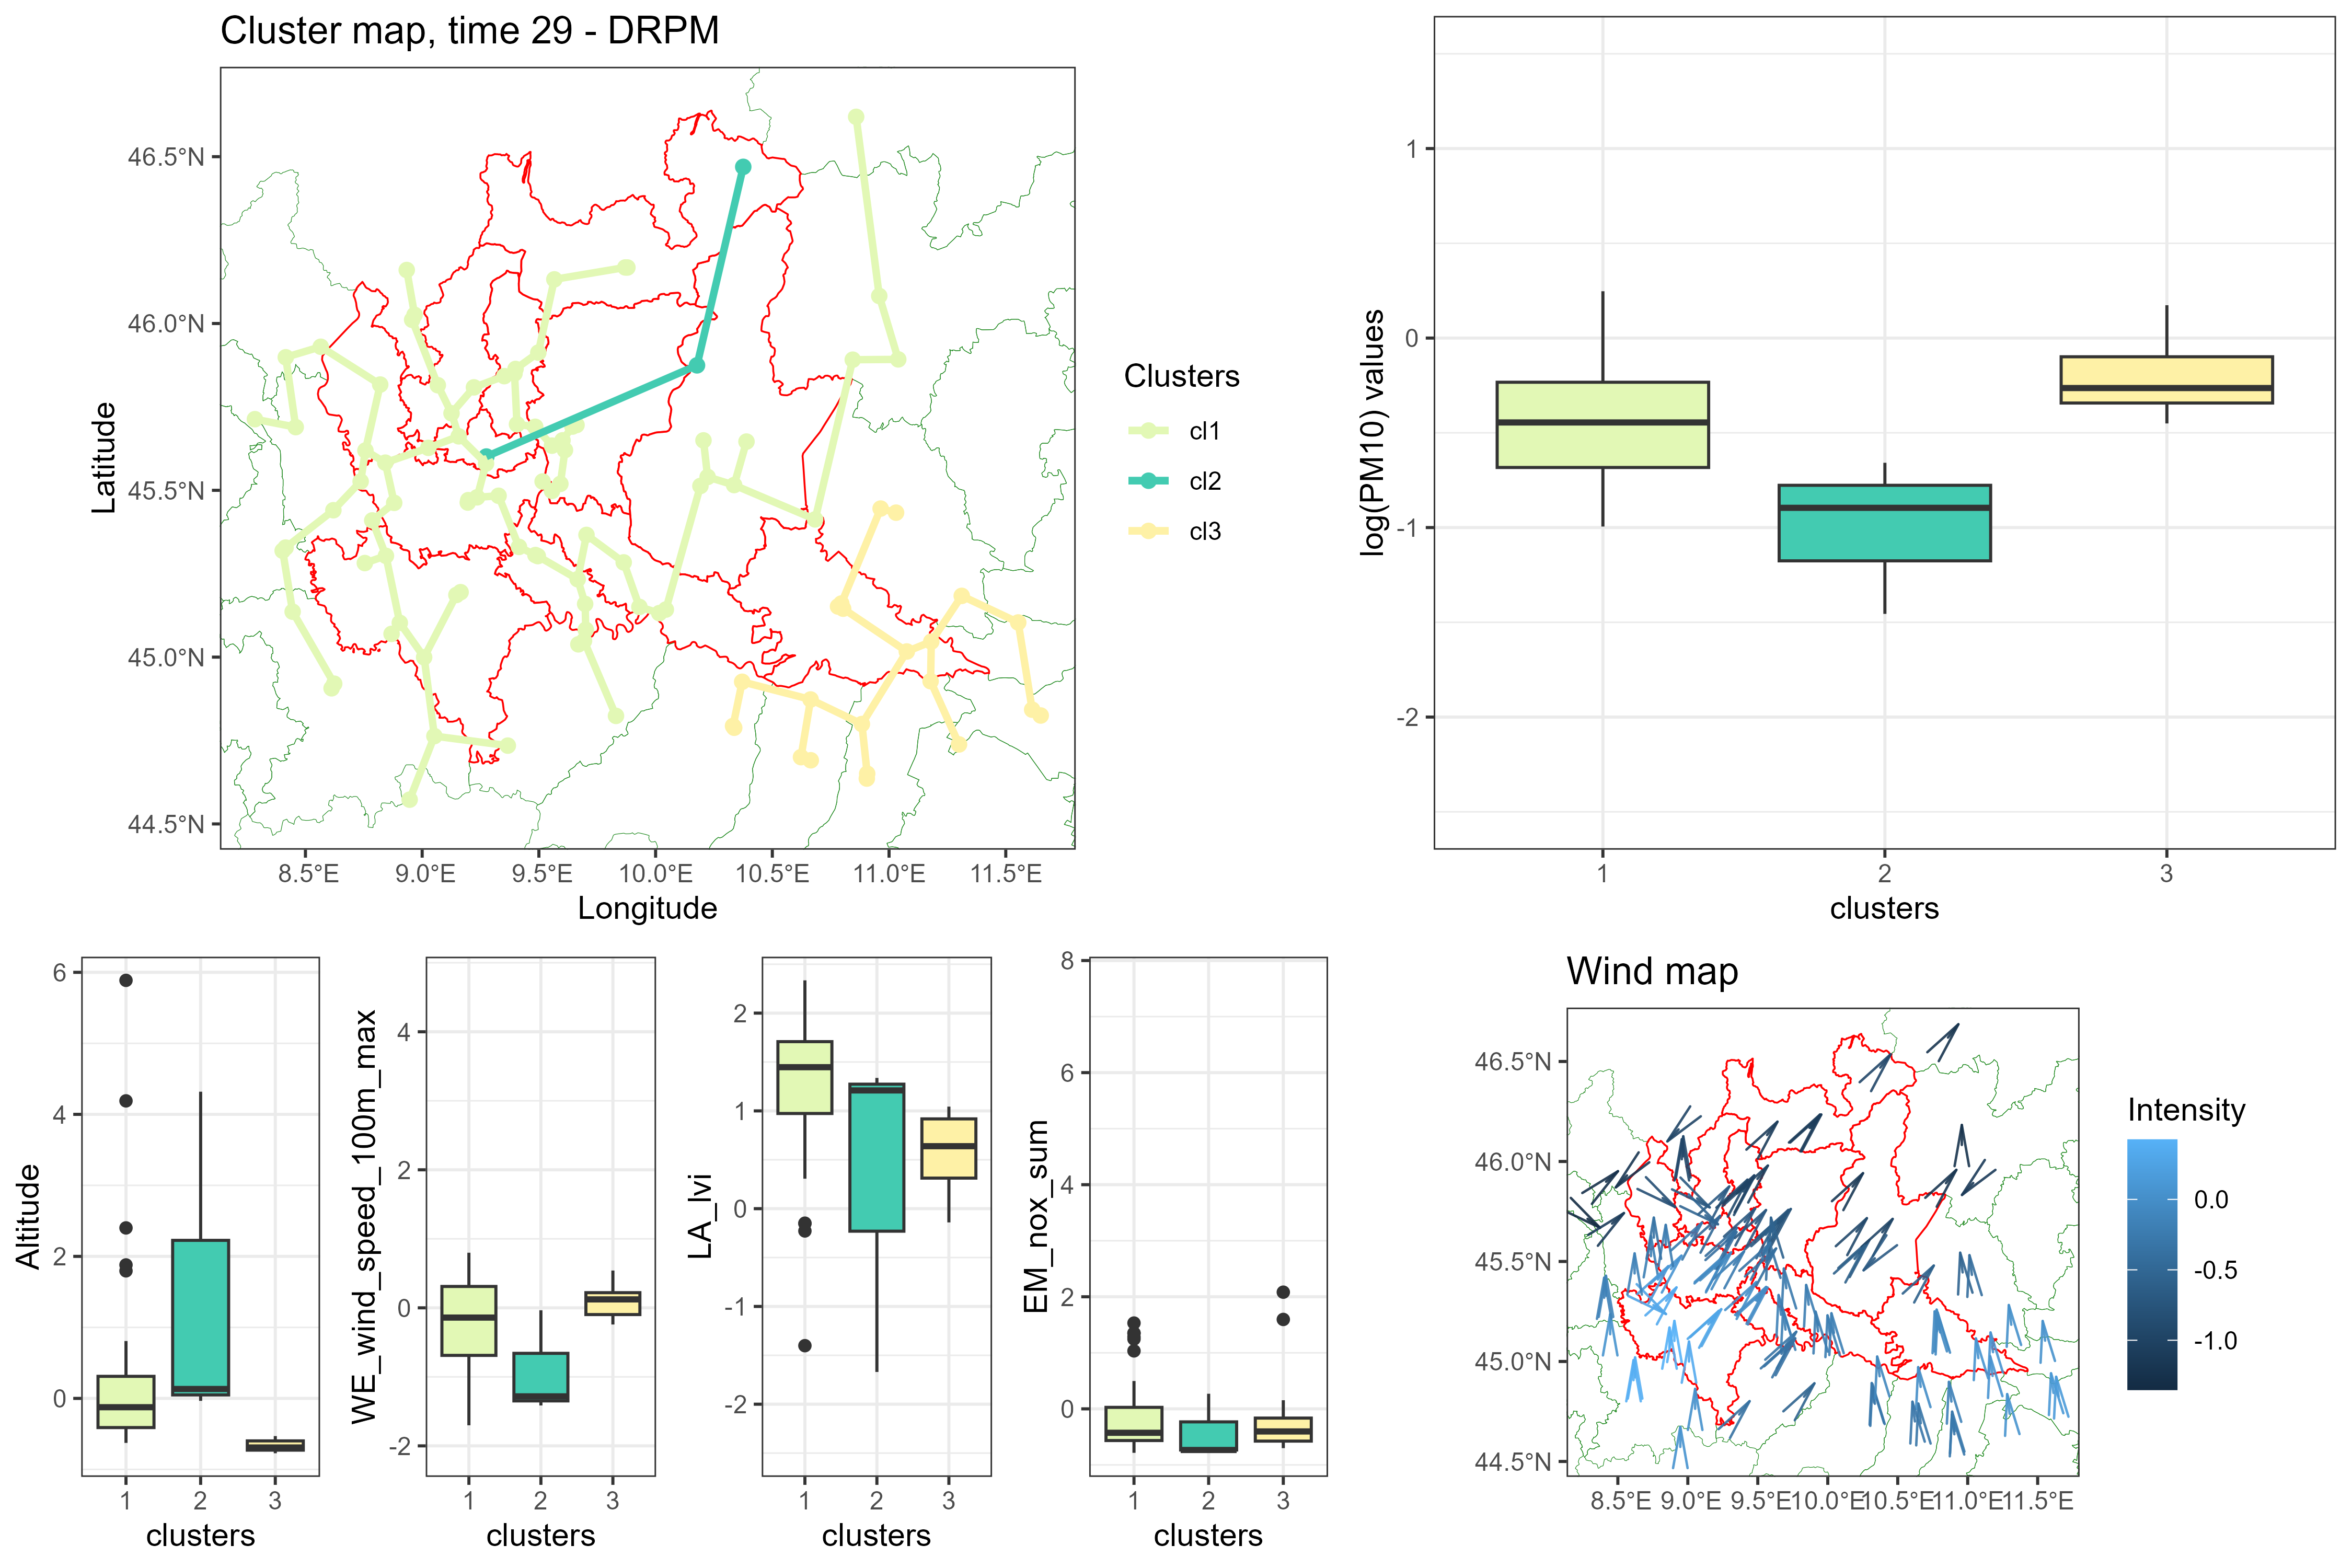 Cluster map, time 29 - DRPM
46.5°N
46.0°N
45.5°N
45.0°N
44.5°N
Latitude
8.5°E 9.0°E 9.5°E 10.0°E 10.5°E 11.0°E 11.5°E
Longitude
Clusters
cl1
cl2
cl3
1
0
-1
-2
log(PM10) values
1 2 3
clusters
6
4
2
0
Altitude
1 2 3
clusters
4
2
0
-2
WE_wind_speed_100m_max
1 2 3
clusters
2
1
0
-1
-2
LA_lvi
1 2 3
clusters
8
6
4
2
0
EM_nox_sum
1 2 3
clusters
Wind map
46.5°N
46.0°N
45.5°N
45.0°N
44.5°N
8.5°E 9.0°E 9.5°E 10.0°E 10.5°E 11.0°E 11.5°E
Intensity
0.0
-0.5
-1.0